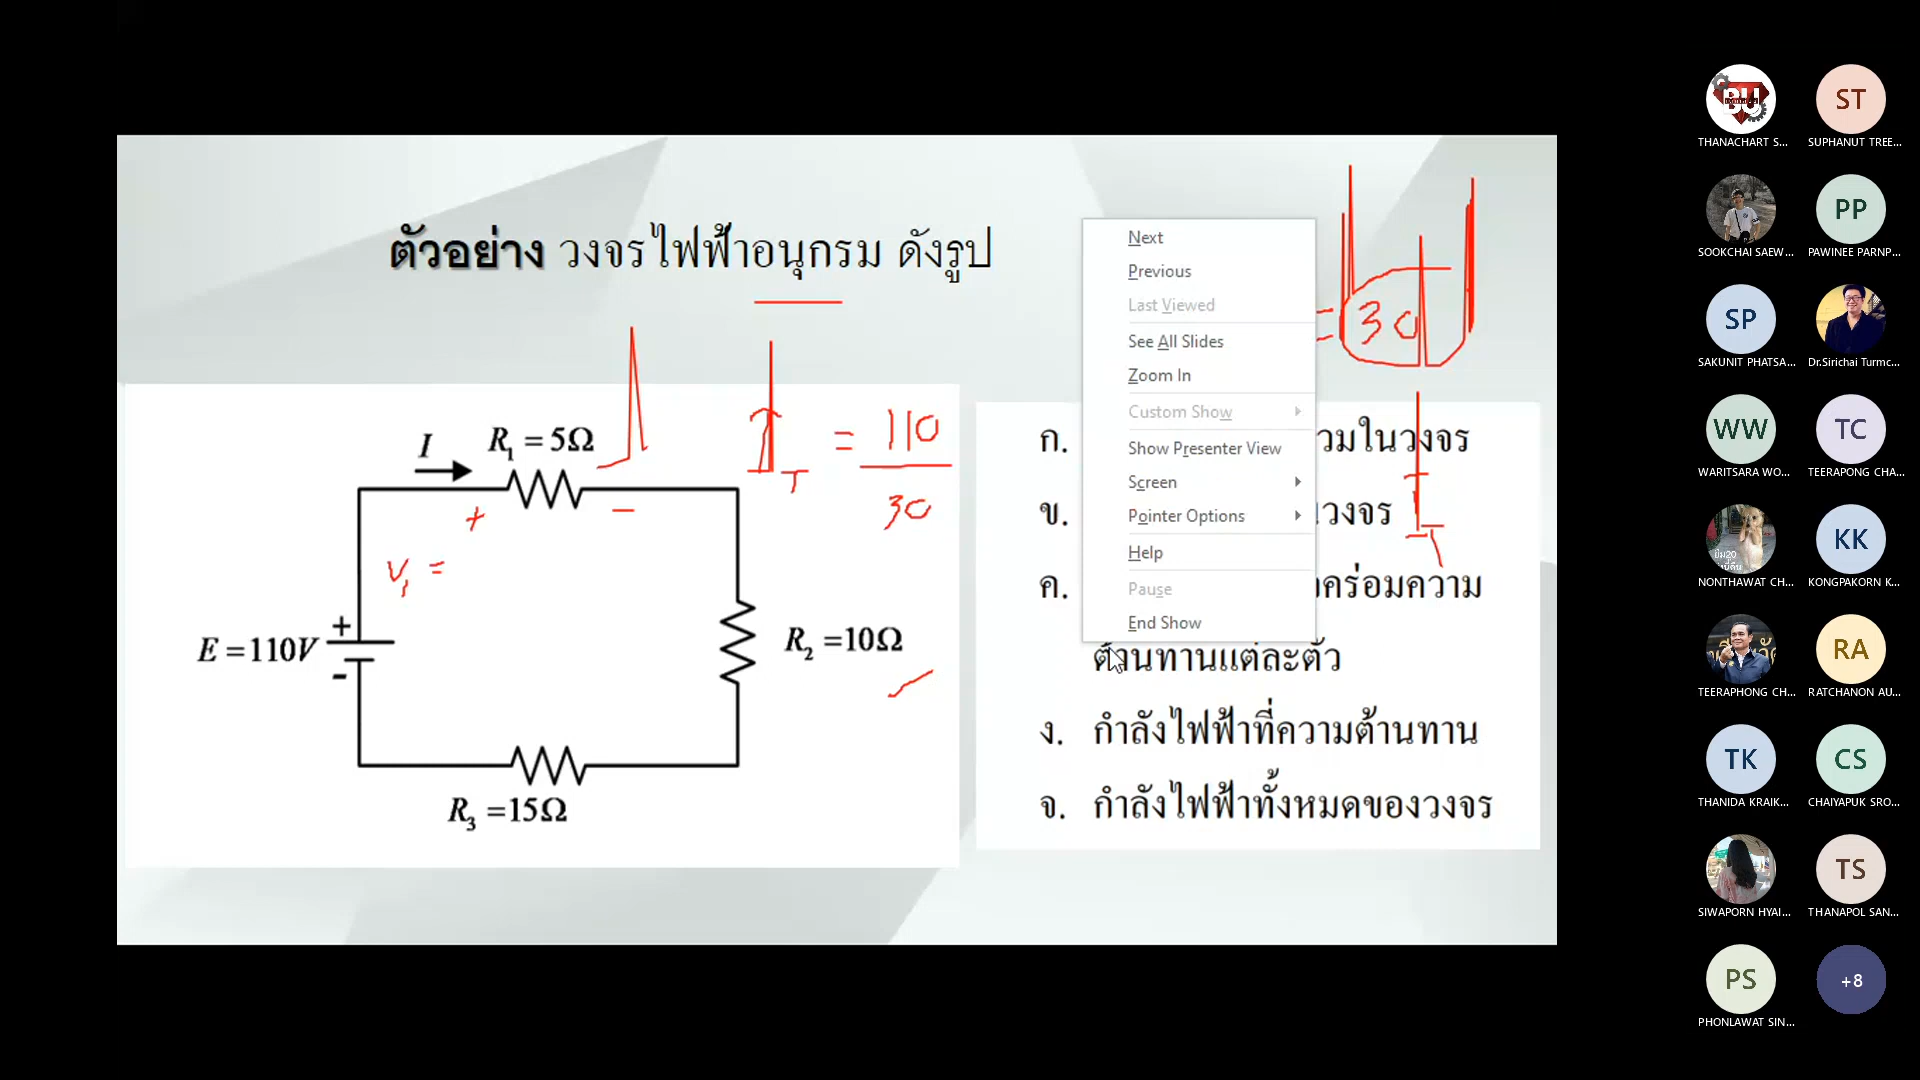 ตัวอย่าง วงจรไฟฟ้าอนุกรม ดังรูป
= 30
I
R₁ = 5Ω
I_T = 110
30
+ −
V₁ =
+
E = 110V
-
R₂ = 10Ω
R₃ = 15Ω
ก. วมในวงจร
ข. วงจร I_T
ค. คร่อมความ
ต้านทานแต่ละตัว
ง. กำลังไฟฟ้าที่ความต้านทาน
จ. กำลังไฟฟ้าทั้งหมดของวงจร
Next
Previous
Last Viewed
See All Slides
Zoom In
Custom Show
Show Presenter View
Screen
Pointer Options
Help
Pause
End Show
THANACHART S...
ST
SUPHANUT TREE...
SOOKCHAI SAEW...
PP
PAWINEE PARNP...
SP
SAKUNIT PHATSA...
Dr.Sirichai Turmc...
WW
WARITSARA WO...
TC
TEERAPONG CHA...
NONTHAWAT CH...
KK
KONGPAKORN K...
TEERAPHONG CH...
RA
RATCHANON AU...
TK
THANIDA KRAIK...
CS
CHAIYAPUK SRO...
SIWAPORN HYAI...
TS
THANAPOL SAN...
PS
PHONLAWAT SIN...
+8